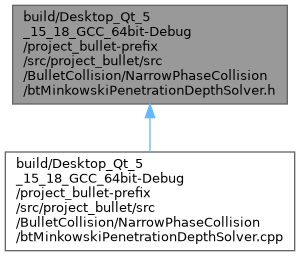 build/Desktop_Qt_5
_15_18_GCC_64bit-Debug
/project_bullet-prefix
/src/project_bullet/src
/BulletCollision/NarrowPhaseCollision
/btMinkowskiPenetrationDepthSolver.h
build/Desktop_Qt_5
_15_18_GCC_64bit-Debug
/project_bullet-prefix
/src/project_bullet/src
/BulletCollision/NarrowPhaseCollision
/btMinkowskiPenetrationDepthSolver.cpp